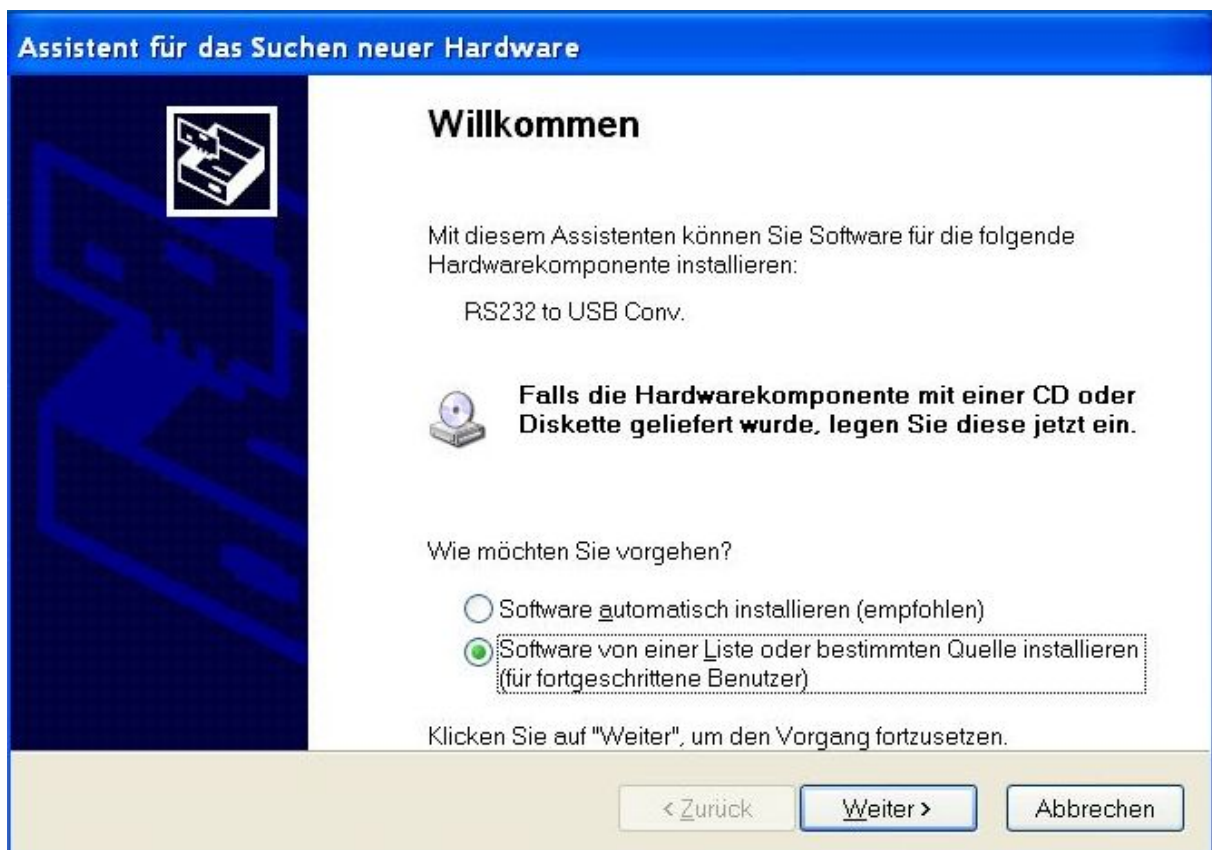 Assistent für das Suchen neuer Hardware
Willkommen
Mit diesem Assistenten können Sie Software für die folgende
Hardwarekomponente installieren:
RS232 to USB Conv.
Falls die Hardwarekomponente mit einer CD oder
Diskette geliefert wurde, legen Sie diese jetzt ein.
Wie möchten Sie vorgehen?
Software automatisch installieren (empfohlen)
Software von einer Liste oder bestimmten Quelle installieren
(für fortgeschrittene Benutzer)
Klicken Sie auf "Weiter", um den Vorgang fortzusetzen.
< Zurück Weiter > Abbrechen